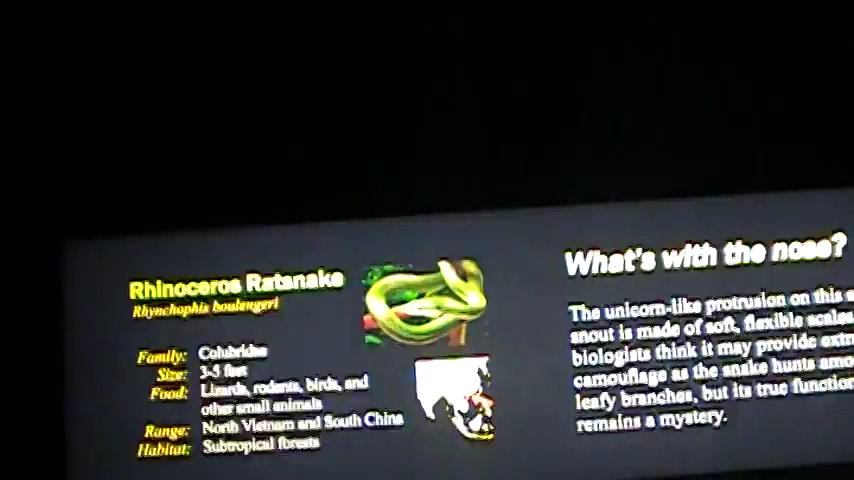 Rhinoceros Ratsnake
Rhynchophis boulengeri
Family: Colubridae
Size: 3-5 feet
Food: Lizards, rodents, birds, and
other small animals
Range: North Vietnam and South China
Habitat: Subtropical forests
What's with the nose?
The unicorn-like protrusion on this
snout is made of soft, flexible scales
biologists think it may provide
camouflage as the snake hunts
leafy branches, but its true function
remains a mystery.